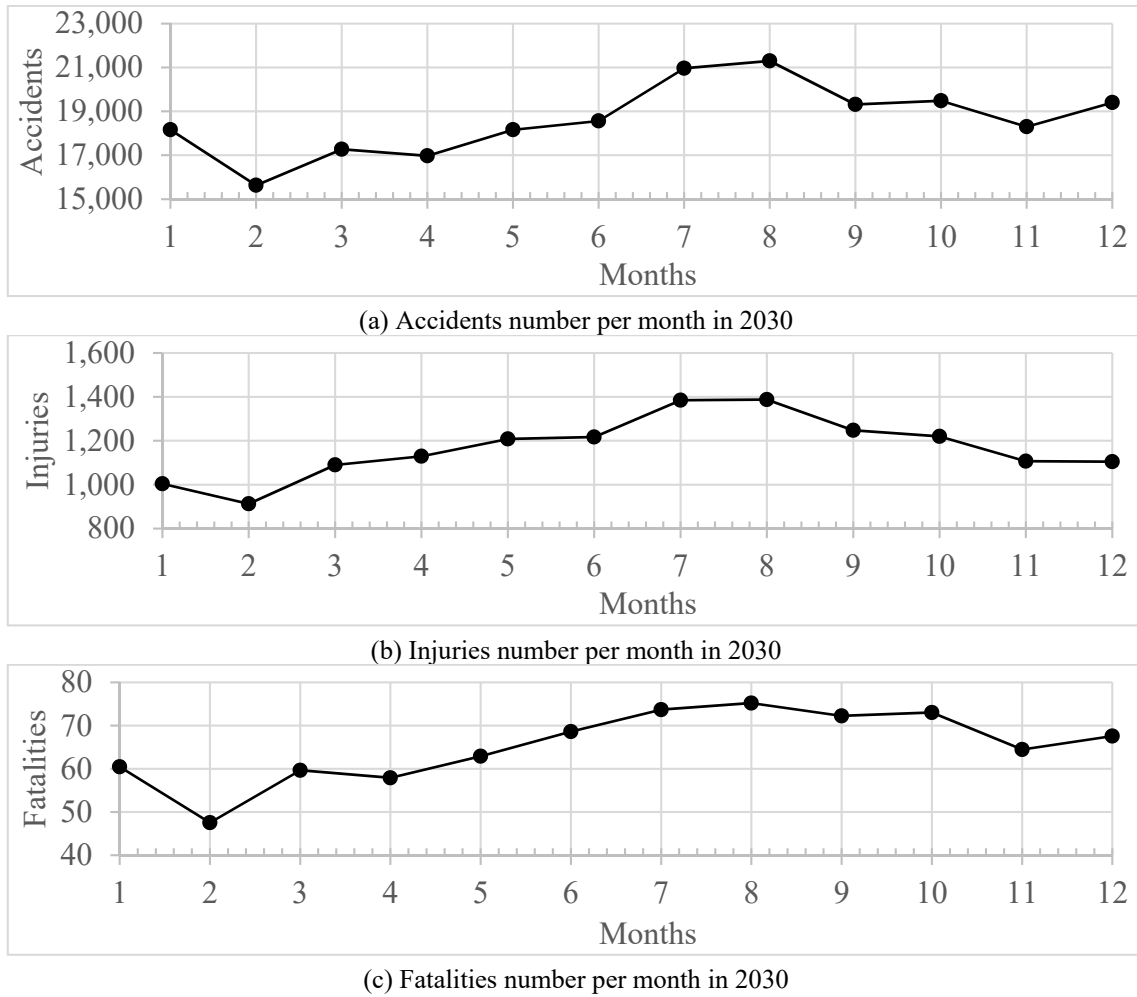 23,000
21,000
19,000
17,000
15,000
Accidents
1 2 3 4 5 6 7 8 9 10 11 12
Months
(a) Accidents number per month in 2030
1,600
1,400
1,200
1,000
800
Injuries
1 2 3 4 5 6 7 8 9 10 11 12
Months
(b) Injuries number per month in 2030
80
70
60
50
40
Fatalities
1 2 3 4 5 6 7 8 9 10 11 12
Months
(c) Fatalities number per month in 2030